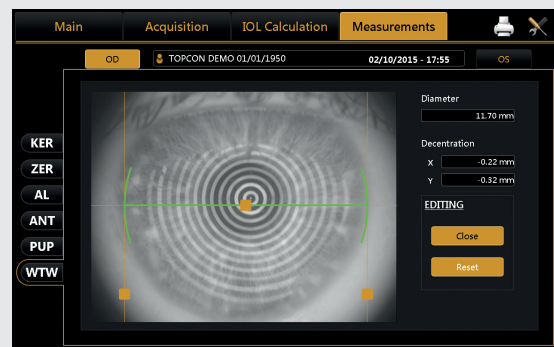 Main Acquisition IOL Calculation Measurements
OD TOPCON DEMO 01/01/1950 02/10/2015 - 17:55 OS
Diameter
11.70 mm
Decentration
X -0.22 mm
Y -0.32 mm
EDITING
Close
Reset
KER
ZER
AL
ANT
PUP
WTW